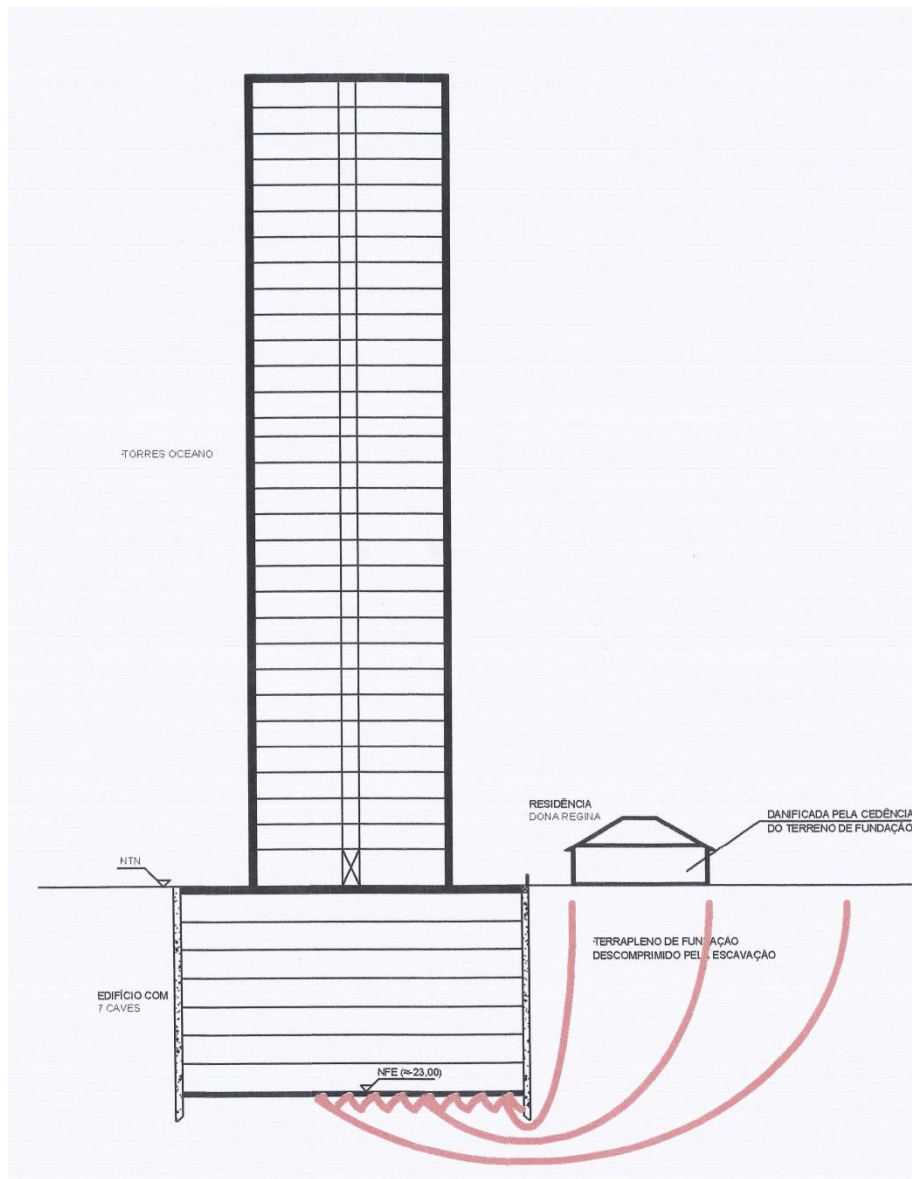 -TORRES OCEANO
RESIDÊNCIA
DONA REGINA
DANIFICADA PELA CEDÊNCIA
DO TERRENO DE FUNDAÇÃO
NTN
-TERRAPLENO DE FUNDAÇÃO
DESCOMPRIMIDO PELA ESCAVAÇÃO
EDIFÍCIO COM
7 CAVES
NFE (≈-23,00)